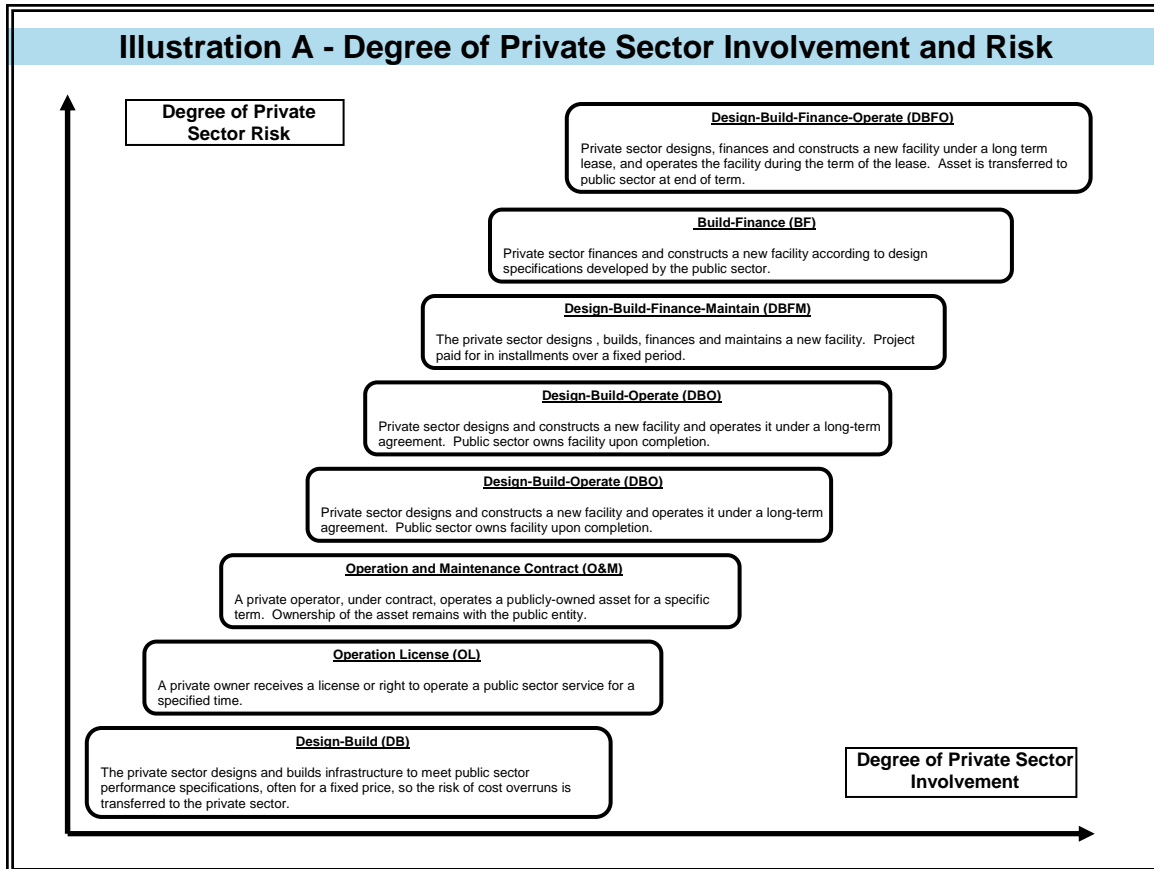 Illustration A - Degree of Private Sector Involvement and Risk
Degree of Private
Sector Risk
Design-Build-Finance-Operate (DBFO)
Private sector designs, finances and constructs a new facility under a long term
lease, and operates the facility during the term of the lease.  Asset is transferred to
public sector at end of term.
Build-Finance (BF)
Private sector finances and constructs a new facility according to design
specifications developed by the public sector.
Design-Build-Finance-Maintain (DBFM)
The private sector designs , builds, finances and maintains a new facility.  Project
paid for in installments over a fixed period.
Design-Build-Operate (DBO)
Private sector designs and constructs a new facility and operates it under a long-term
agreement.  Public sector owns facility upon completion.
Design-Build-Operate (DBO)
Private sector designs and constructs a new facility and operates it under a long-term
agreement.  Public sector owns facility upon completion.
Operation and Maintenance Contract (O&M)
A private operator, under contract, operates a publicly-owned asset for a specific
term.  Ownership of the asset remains with the public entity.
Operation License (OL)
A private owner receives a license or right to operate a public sector service for a
specified time.
Design-Build (DB)
The private sector designs and builds infrastructure to meet public sector
performance specifications, often for a fixed price, so the risk of cost overruns is
transferred to the private sector.
Degree of Private Sector
Involvement